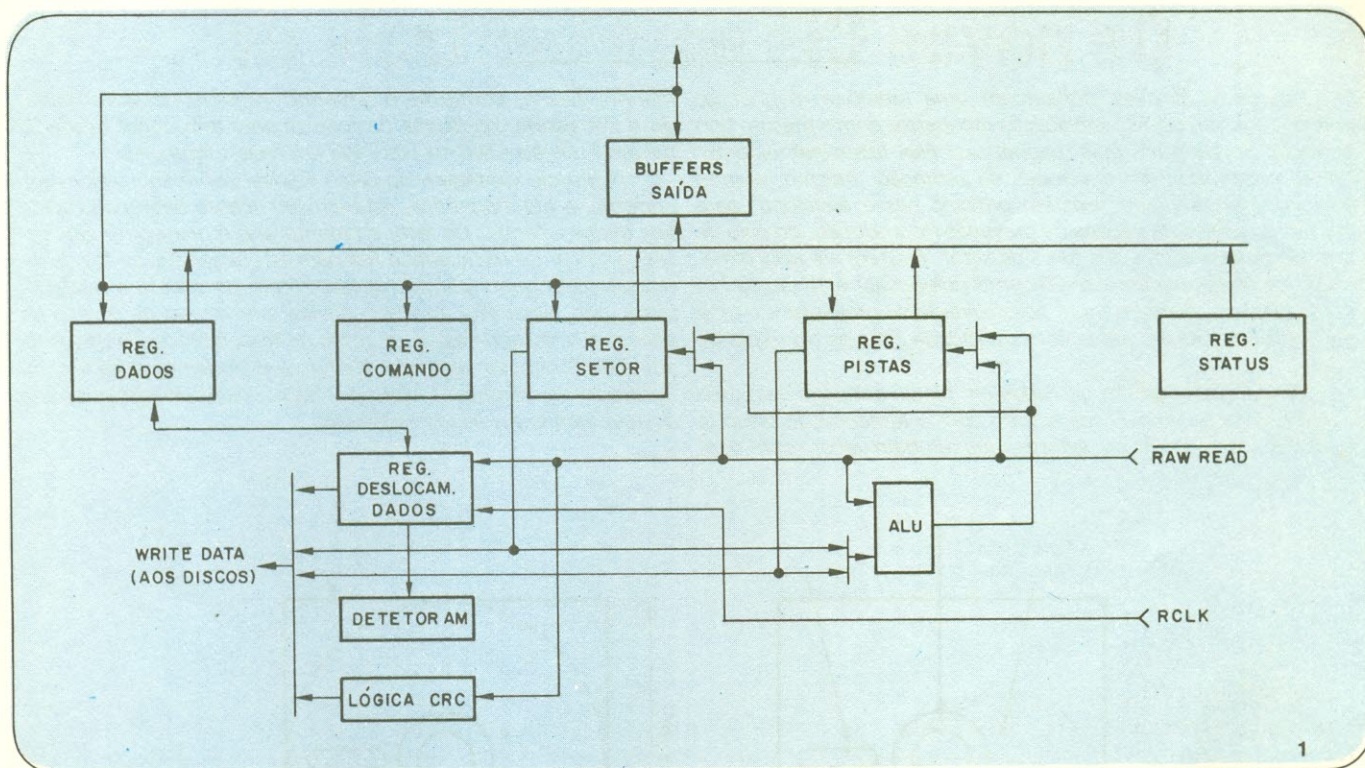 BUFFERS
SAÍDA
REG.
DADOS
REG.
COMANDO
REG.
SETOR
REG.
PISTAS
REG.
STATUS
REG.
DESLOCAM.
DADOS
RAW READ
ALU
WRITE DATA
(AOS DISCOS)
DETETOR AM
RCLK
LÓGICA CRC
1